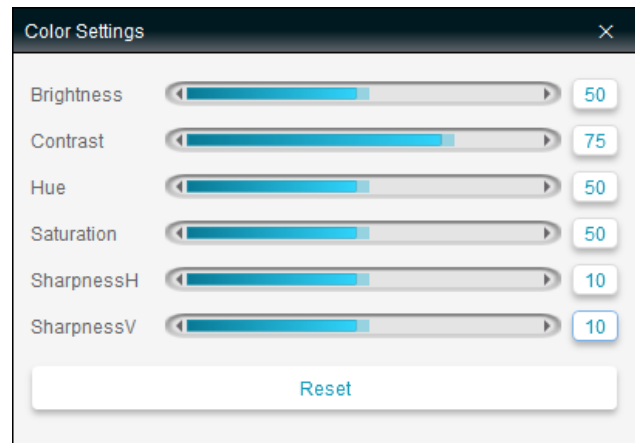 Color Settings
Brightness 50
Contrast 75
Hue 50
Saturation 50
SharpnessH 10
SharpnessV 10
Reset